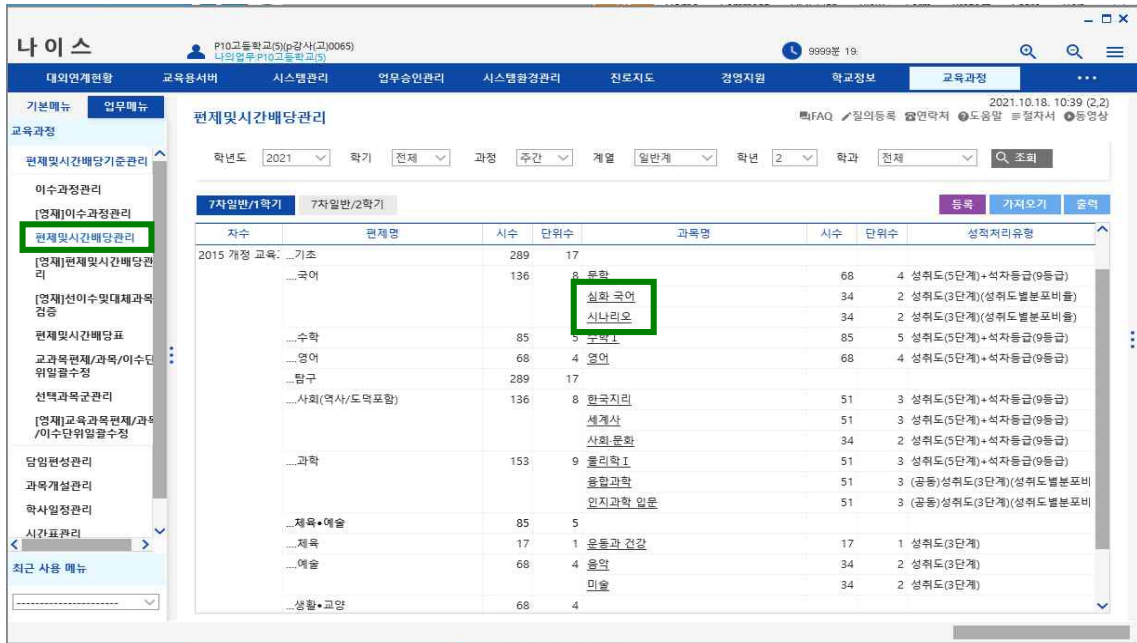 나이스 P10고등학교(5)(p강사(고)0065) 9999분 19.
나의업무:P10고등학교(5)
대외연계현황 교육용서버 시스템관리 업무승인관리 시스템환경관리 진로지도 경영지원 학교정보 교육과정 •••
기본메뉴 업무메뉴
2021.10.18. 10:39 (2,2)
편제및시간배당관리 FAQ 질의등록 연락처 도움말 절차서 동영상
교육과정
편제및시간배당기준관리
이수과정관리
[영재]이수과정관리
편제및시간배당관리
[영재]편제및시간배당관
리
[영재]선이수및대체과목
검증
편제및시간배당표
교과목편제/과목/이수단
위일괄수정
선택과목군관리
[영재]교육과목편제/과목
/이수단위일괄수정
담임편성관리
과목개설관리
학사일정관리
시간표관리
최근 사용 메뉴
----------------------
학년도 2021 학기 전체 과정 주간 계열 일반계 학년 2 학과 전체 조회
7차일반/1학기 7차일반/2학기 등록 가져오기 출력
차수 편제명 시수 단위수 과목명 시수 단위수 성적처리유형
2015 개정 교육. ...기초 289 17
....국어 136 8 문학 68 4 성취도(5단계)+석차등급(9등급)
심화 국어 34 2 성취도(3단계)(성취도별분포비율)
시나리오 34 2 성취도(3단계)(성취도별분포비율)
....수학 85 5 수학 I 85 5 성취도(5단계)+석차등급(9등급)
....영어 68 4 영어 68 4 성취도(5단계)+석차등급(9등급)
...탐구 289 17
....사회(역사/도덕포함) 136 8 한국지리 51 3 성취도(5단계)+석차등급(9등급)
세계사 51 3 성취도(5단계)+석차등급(9등급)
사회·문화 34 2 성취도(5단계)+석차등급(9등급)
....과학 153 9 물리학 I 51 3 성취도(5단계)+석차등급(9등급)
융합과학 51 3 (공동)성취도(3단계)(성취도별분포비
인지과학 입문 51 3 (공동)성취도(3단계)(성취도별분포비
...체육•예술 85 5
....체육 17 1 운동과 건강 17 1 성취도(3단계)
....예술 68 4 음악 34 2 성취도(3단계)
미술 34 2 성취도(3단계)
...생활•교양 68 4